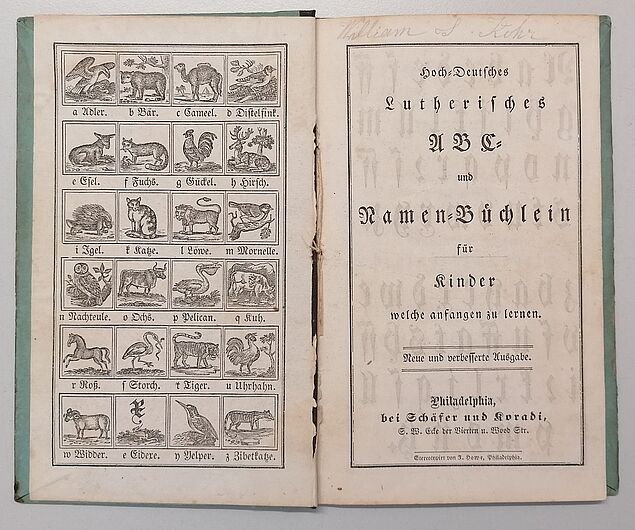 a Adler. b Bär. c Cameel. d Distelfink.
e Esel. f Fuchs. g Gückel. h Hirsch.
i Igel. k Katze. l Löwe. m Mornelle.
n Nachteule. o Ochs. p Pelican. q Kuh.
r Roß. s Storch. t Tiger. u Uhrhahn.
w Widder. e Eidexe. y Yelper. z Zibetkatze.
William
Hoch-Deutsches
Lutherisches
ABC-
und
Namen-Büchlein
für
Kinder
welche anfangen zu lernen.
Neue und verbesserte Ausgabe.
Philadelphia,
bei Schäfer und Koradi,
S. W. Ecke der Vierten u. Wood Str.
Stereotypirt von J. Howe, Philadelphia.